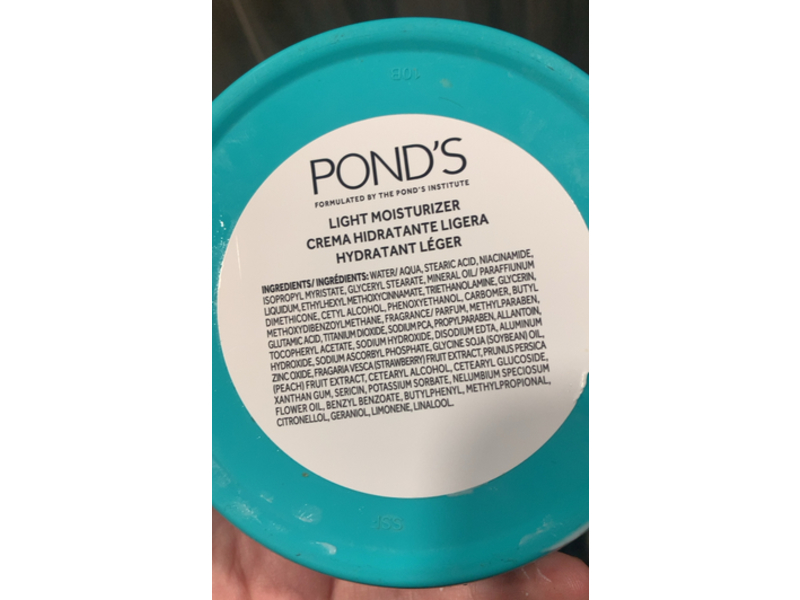 10B
POND'S
FORMULATED BY THE POND'S INSTITUTE
LIGHT MOISTURIZER
CREMA HIDRATANTE LIGERA
HYDRATANT LÉGER
INGREDIENTS/ INGRÉDIENTS: WATER/ AQUA, STEARIC ACID, NIACINAMIDE,
ISOPROPYL MYRISTATE, GLYCERYL STEARATE, MINERAL OIL/ PARAFFIUNUM
LIQUIDUM, ETHYLHEXYL METHOXYCINNAMATE, TRIETHANOLAMINE, GLYCERIN,
DIMETHICONE, CETYL ALCOHOL, PHENOXYETHANOL, CARBOMER, BUTYL
METHOXYDIBENZOYLMETHANE, FRAGRANCE/ PARFUM, METHYLPARABEN,
GLUTAMIC ACID, TITANIUM DIOXIDE, SODIUM PCA, PROPYLPARABEN, ALLANTOIN,
TOCOPHERYL ACETATE, SODIUM HYDROXIDE, DISODIUM EDTA, ALUMINUM
HYDROXIDE, SODIUM ASCORBYL PHOSPHATE, GLYCINE SOJA (SOYBEAN) OIL,
ZINC OXIDE, FRAGARIA VESCA (STRAWBERRY) FRUIT EXTRACT, PRUNUS PERSICA
(PEACH) FRUIT EXTRACT, CETEARYL ALCOHOL, CETEARYL GLUCOSIDE,
XANTHAN GUM, SERICIN, POTASSIUM SORBATE, NELUMBIUM SPECIOSUM
FLOWER OIL, BENZYL BENZOATE, BUTYLPHENYL, METHYLPROPIONAL,
CITRONELLOL, GERANIOL, LIMONENE, LINALOOL.